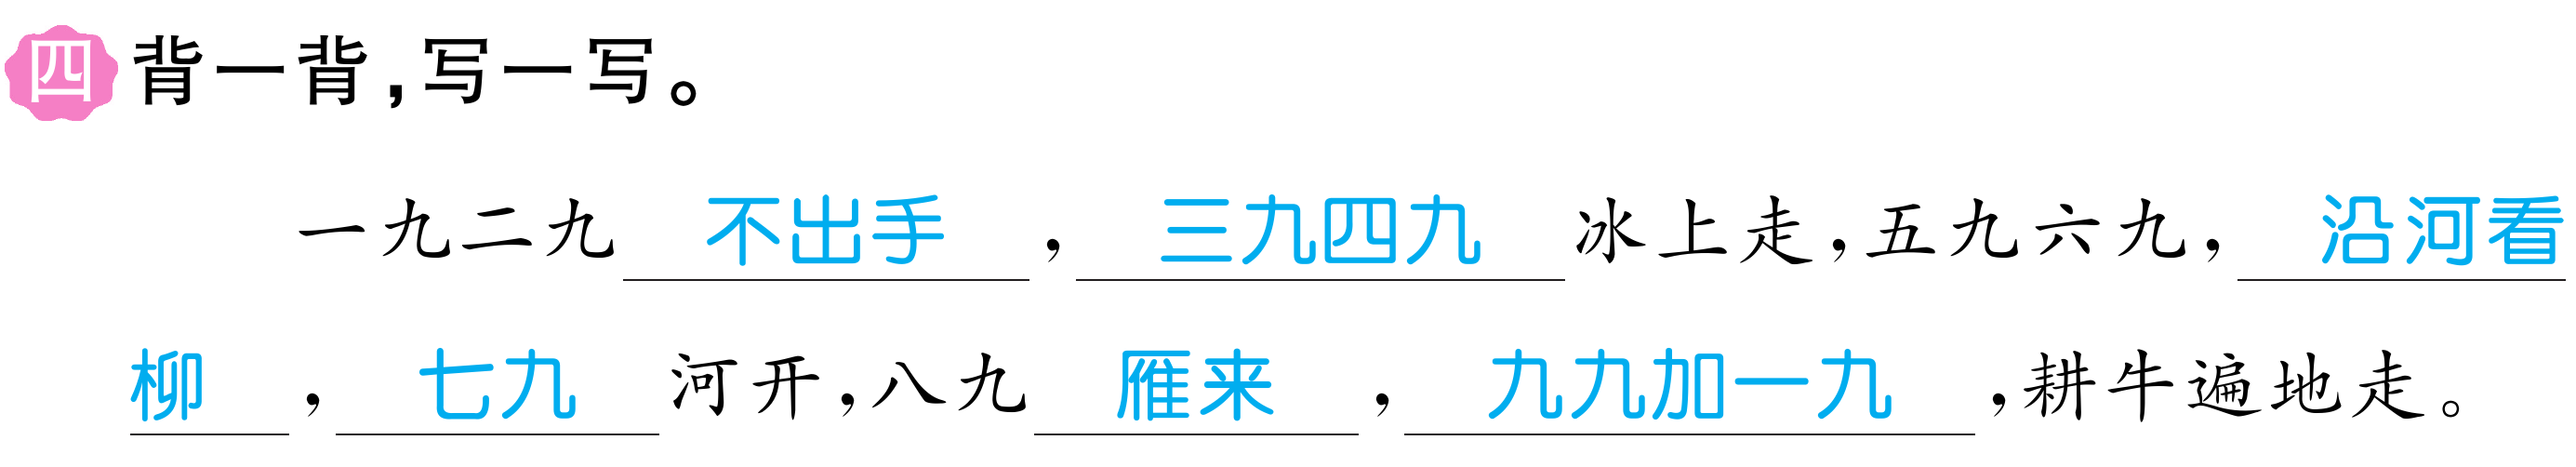 四 背一背,写一写。
一九二九不出手,三九四九冰上走,五九六九,沿河看
柳,七九河开,八九雁来,九九加一九,耕牛遍地走。